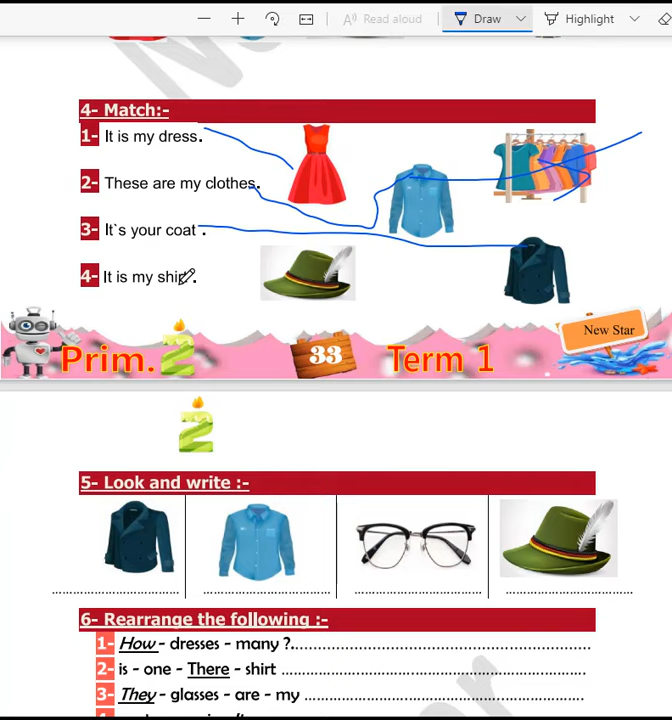 Read aloud Draw Highlight
4- Match:-
1- It is my dress.
2- These are my clothes.
3- It`s your coat .
4- It is my shirt.
New Star
Prim. 2 33 Term 1
2
5- Look and write :-
6- Rearrange the following :-
1- How - dresses - many ?........................................................................
2- is - one - There - shirt ........................................................................
3- They - glasses - are - my ..................................................................